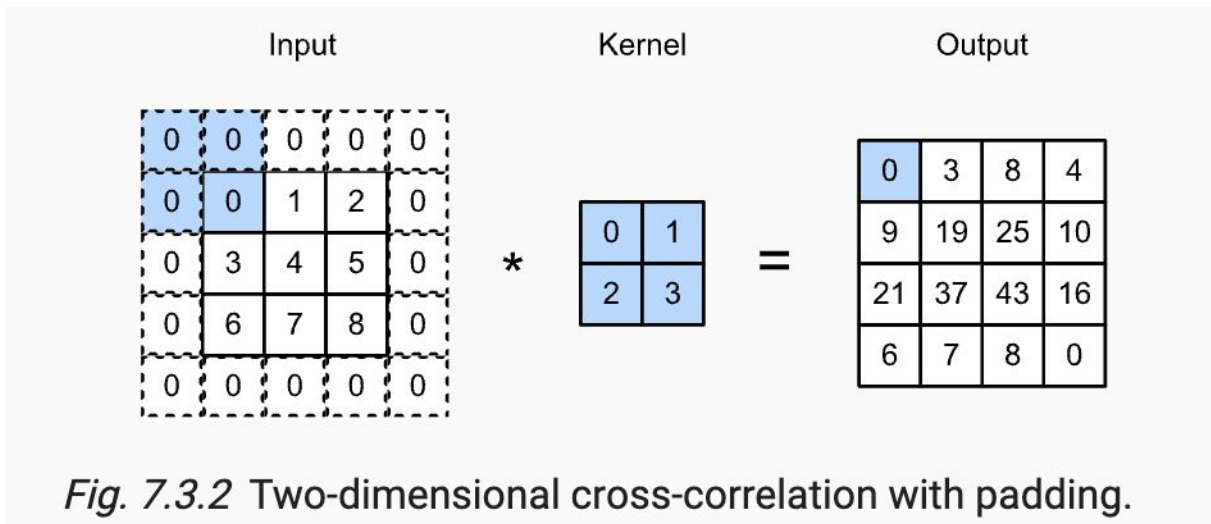 Input Kernel Output
0 0 0 0 0
0 0 1 2 0
0 3 4 5 0
0 6 7 8 0
0 0 0 0 0
*
0 1
2 3
=
0 3 8 4
9 19 25 10
21 37 43 16
6 7 8 0
Fig. 7.3.2 Two-dimensional cross-correlation with padding.